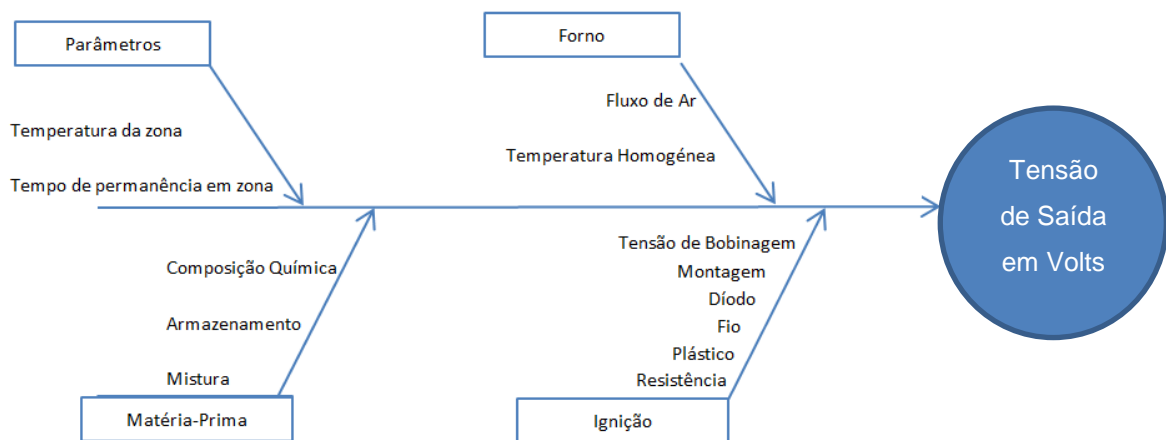 Parâmetros
Forno
Fluxo de Ar
Temperatura da zona
Temperatura Homogénea
Tempo de permanência em zona
Tensão
de Saída
em Volts
Composição Química
Armazenamento
Mistura
Matéria-Prima
Tensão de Bobinagem
Montagem
Díodo
Fio
Plástico
Resistência
Ignição